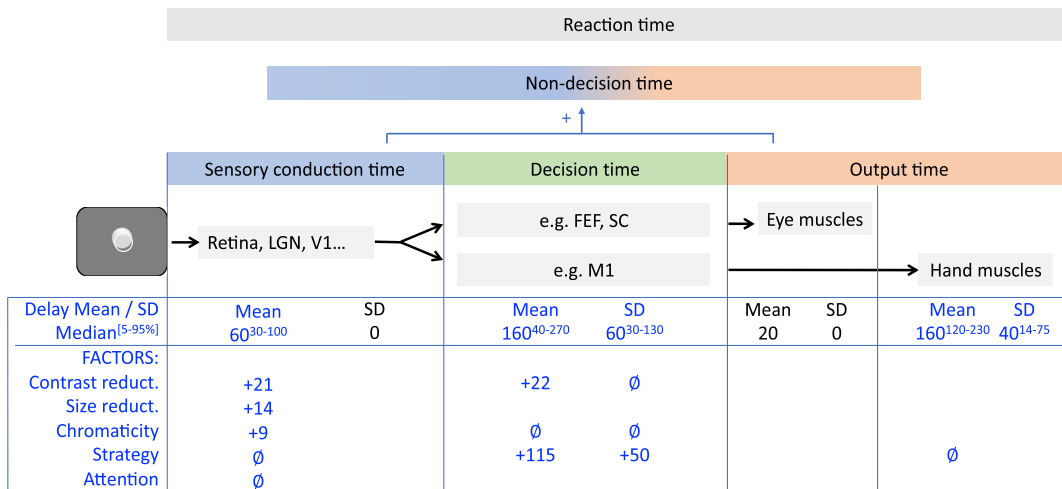 Reaction time
Non-decision time
+
Sensory conduction time Decision time Output time
e.g. FEF, SC Eye muscles
Retina, LGN, V1...
e.g. M1 Hand muscles
Delay Mean / SD Mean SD Mean SD Mean SD Mean SD
Median[5-95%] 60 30-100 0 160 40-270 60 30-130 20 0 160 120-230 40 14-75
FACTORS:
Contrast reduct. +21 +22 ∅
Size reduct. +14
Chromaticity +9 ∅ ∅
Strategy ∅ +115 +50 ∅
Attention ∅